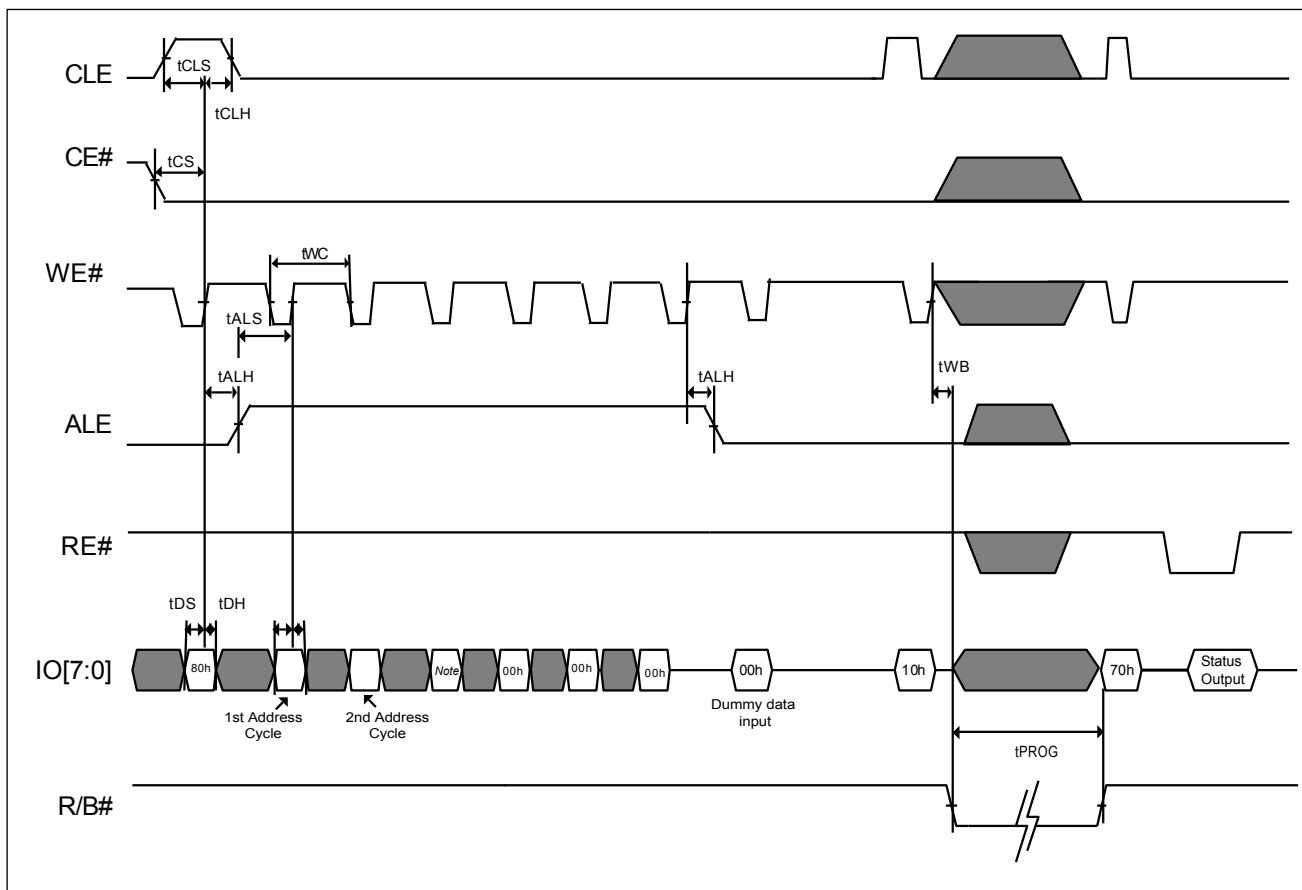 CLE
tCLS
tCLH
CE#
tCS
WE#
tWC
tALS
tALH
tALH
tWB
ALE
RE#
tDS
tDH
IO[7:0]
80h
Note
00h
00h
00h
00h
10h
70h
Status
Output
1st Address
Cycle
2nd Address
Cycle
Dummy data
input
tPROG
R/B#